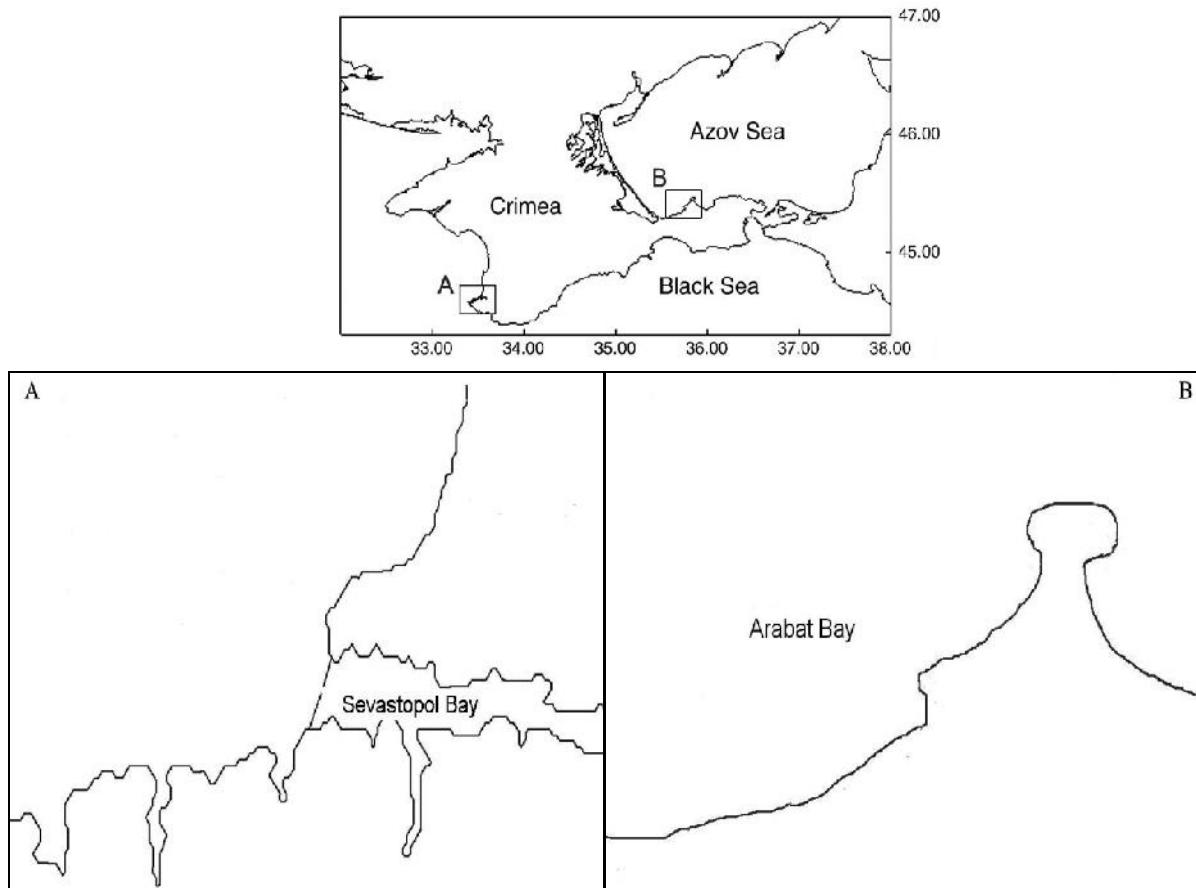 47.00
Azov Sea
46.00
B
Crimea
45.00
A
Black Sea
33.00 34.00 35.00 36.00 37.00 38.00
A
B
Arabat Bay
Sevastopol Bay